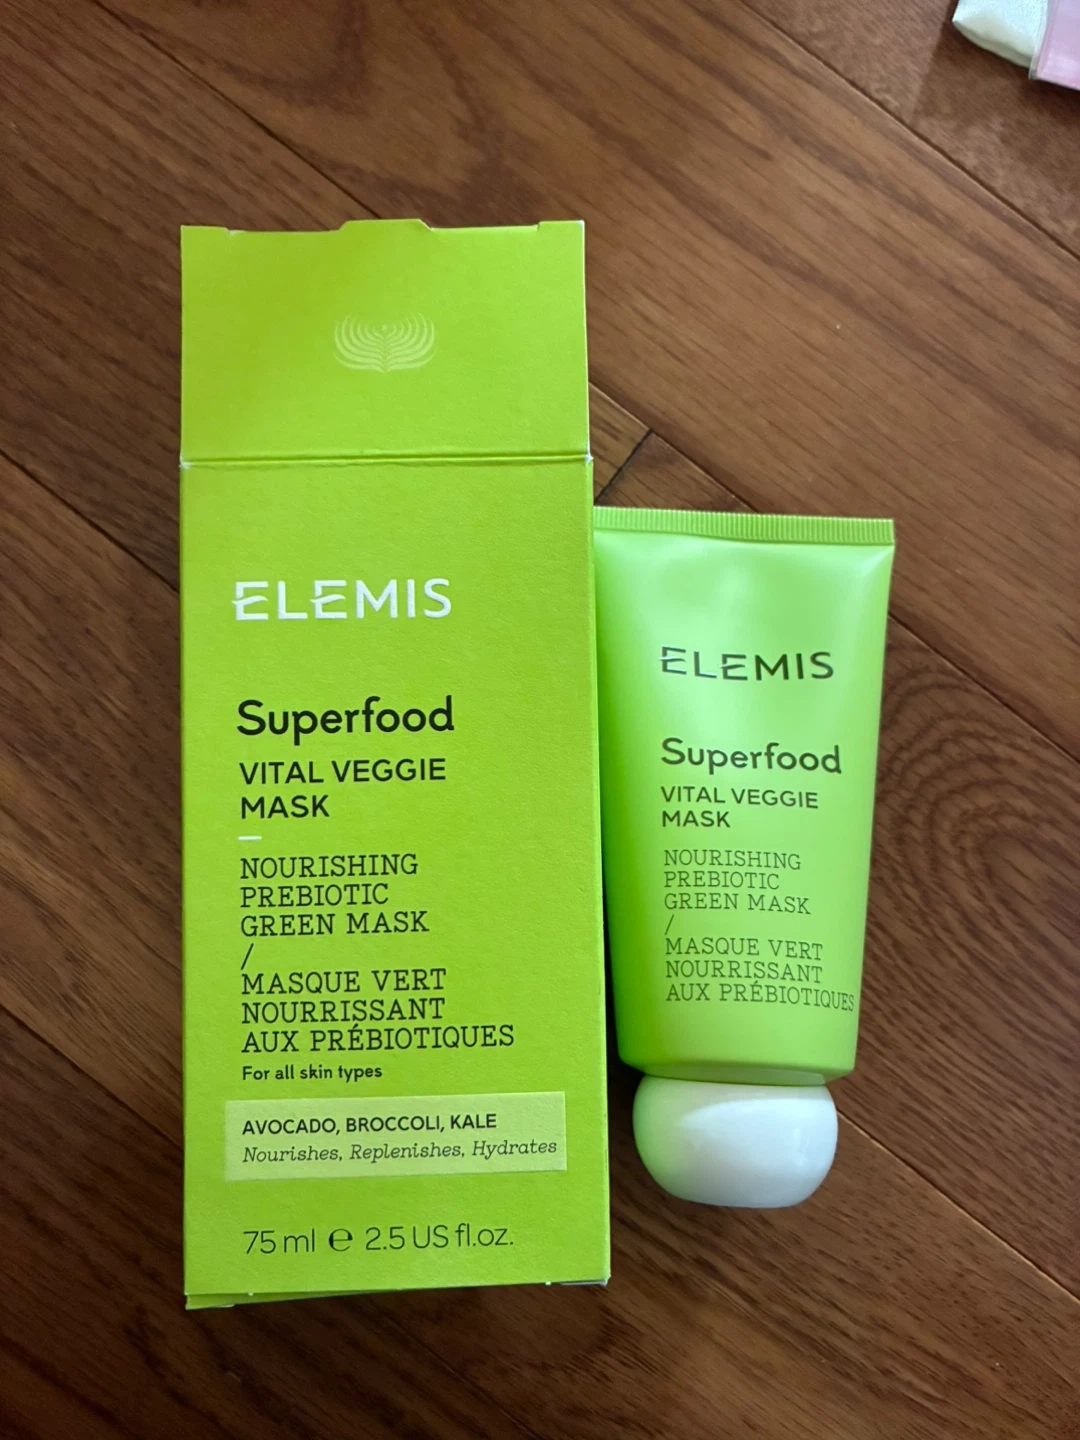 ELEMIS
Superfood
VITAL VEGGIE
MASK
NOURISHING
PREBIOTIC
GREEN MASK
/
MASQUE VERT
NOURRISSANT
AUX PRÉBIOTIQUES
For all skin types
AVOCADO, BROCCOLI, KALE
Nourishes, Replenishes, Hydrates
75 ml e 2.5 US fl.oz.
ELEMIS
Superfood
VITAL VEGGIE
MASK
NOURISHING
PREBIOTIC
GREEN MASK
/
MASQUE VERT
NOURRISSANT
AUX PRÉBIOTIQUES